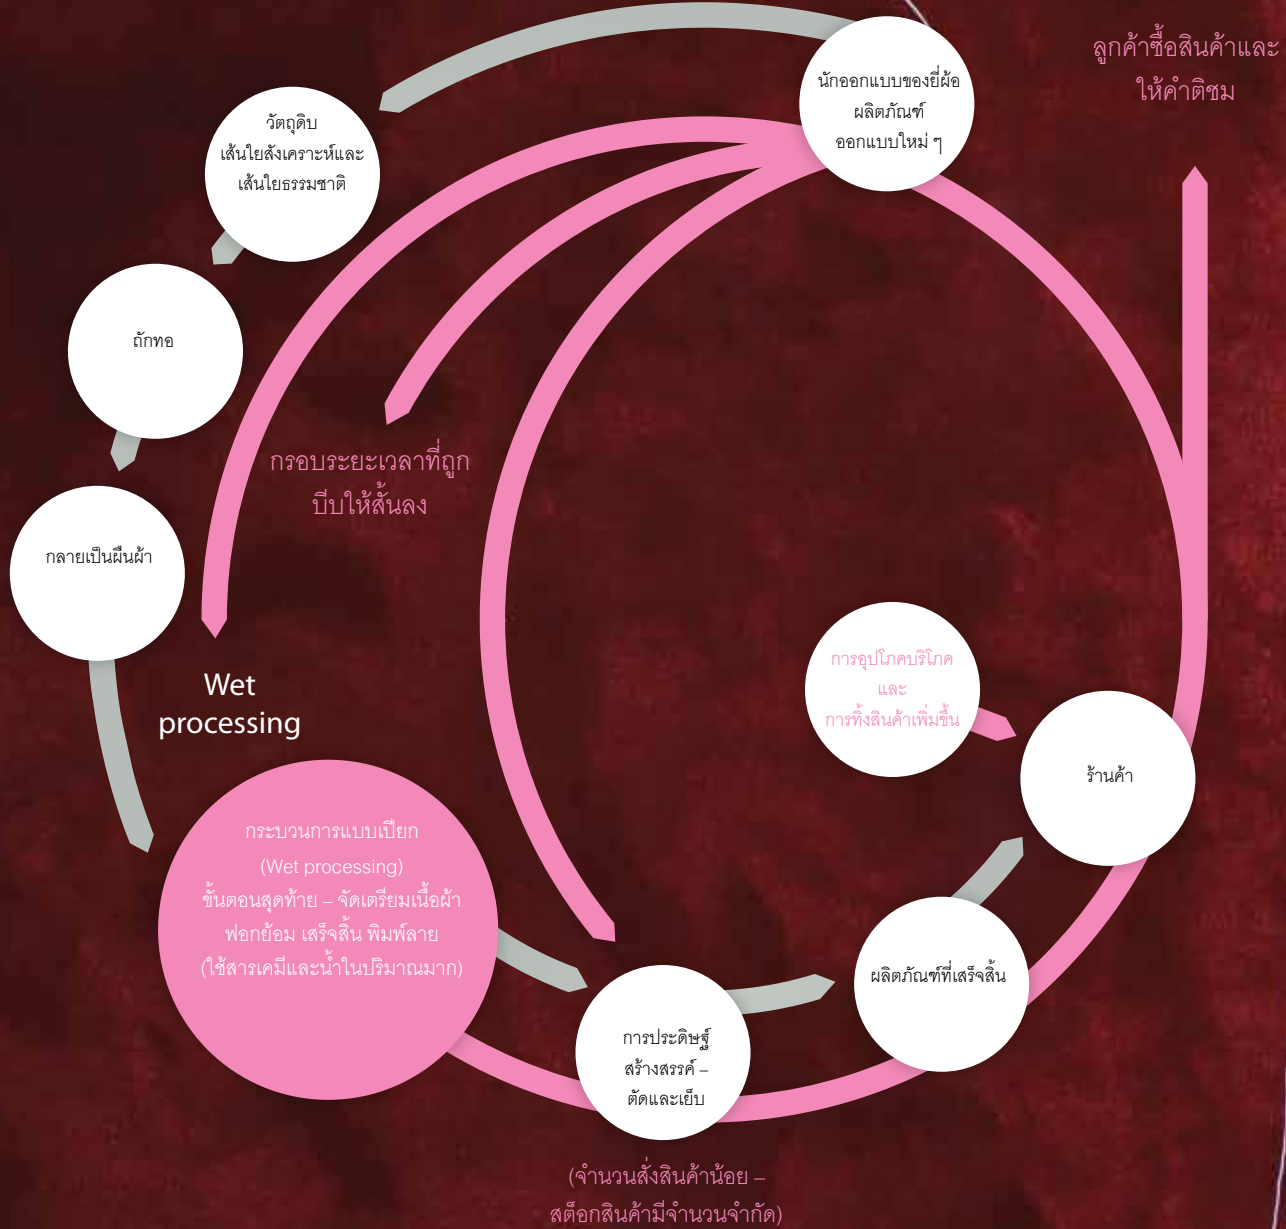 ลูกค้าซื้อสินค้าและ
ให้คำติชม
นักออกแบบของยี่ห้อ
ผลิตภัณฑ์
ออกแบบใหม่ ๆ
วัตถุดิบ
เส้นใยสังเคราะห์และ
เส้นใยธรรมชาติ
ถักทอ
กรอบระยะเวลาที่ถูก
บีบให้สั้นลง
กลายเป็นผืนผ้า
Wet
processing
การอุปโภคบริโภค
และ
การทิ้งสินค้าเพิ่มขึ้น
ร้านค้า
กระบวนการแบบเปียก
(Wet processing)
ขั้นตอนสุดท้าย – จัดเตรียมเนื้อผ้า
ฟอกย้อม เสร็จสิ้น พิมพ์ลาย
(ใช้สารเคมีและน้ำในปริมาณมาก)
ผลิตภัณฑ์ที่เสร็จสิ้น
การประดิษฐ์
สร้างสรรค์ –
ตัดและเย็บ
(จำนวนสั่งสินค้าน้อย –
สต็อกสินค้ามีจำนวนจำกัด)